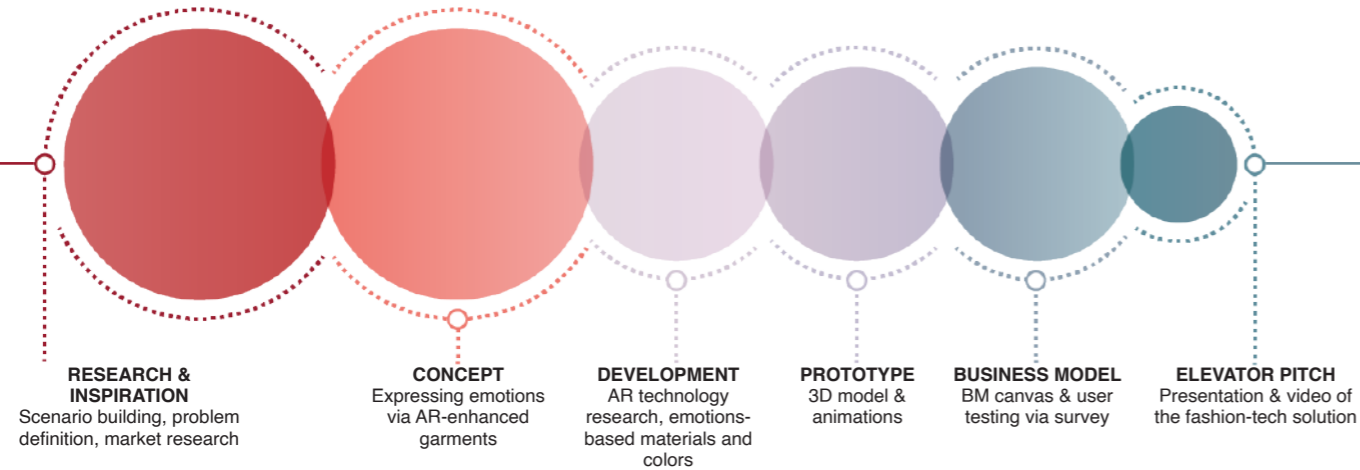 RESEARCH &
INSPIRATION
Scenario building, problem
definition, market research
CONCEPT
Expressing emotions
via AR-enhanced
garments
DEVELOPMENT
AR technology
research, emotions-
based materials and
colors
PROTOTYPE
3D model &
animations
BUSINESS MODEL
BM canvas & user
testing via survey
ELEVATOR PITCH
Presentation & video of
the fashion-tech solution